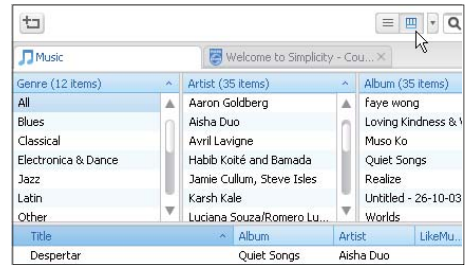 Music
Welcome to Simplicity - Cou...
Genre (12 items)
All
Blues
Classical
Electronica & Dance
Jazz
Latin
Other
Artist (35 items)
Aaron Goldberg
Aisha Duo
Avril Lavigne
Habib Koité and Bamada
Jamie Cullum, Steve Isles
Karsh Kale
Luciana Souza/Romero Lu...
Album (35 items)
faye wong
Loving Kindness &
Muso Ko
Quiet Songs
Realize
Untitled - 26-10-03
Worlds
Title Album Artist LikeMu...
Despertar Quiet Songs Aisha Duo